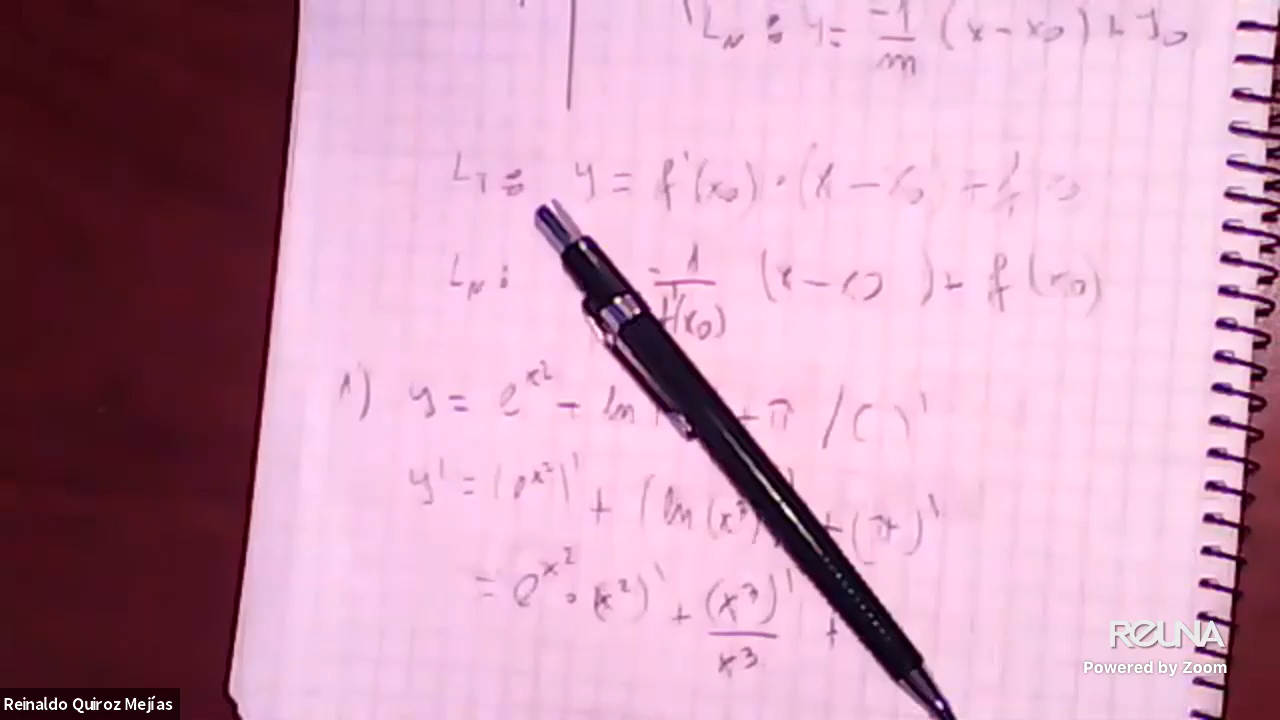 L_N : y = -1/m (x - x0) + y0
L_T : y = f'(x0) · (x - x0) + f
L_N : -1/f'(x0) (x - x0) + f(x0)
1) y = e^x² + ln + π / ( )'
y' = (e^x²)' + (ln(x³) + (π)'
= e^x² · (x²)' + (x³)'/x³ +
REUNA
Powered by Zoom
Reinaldo Quiroz Mejías